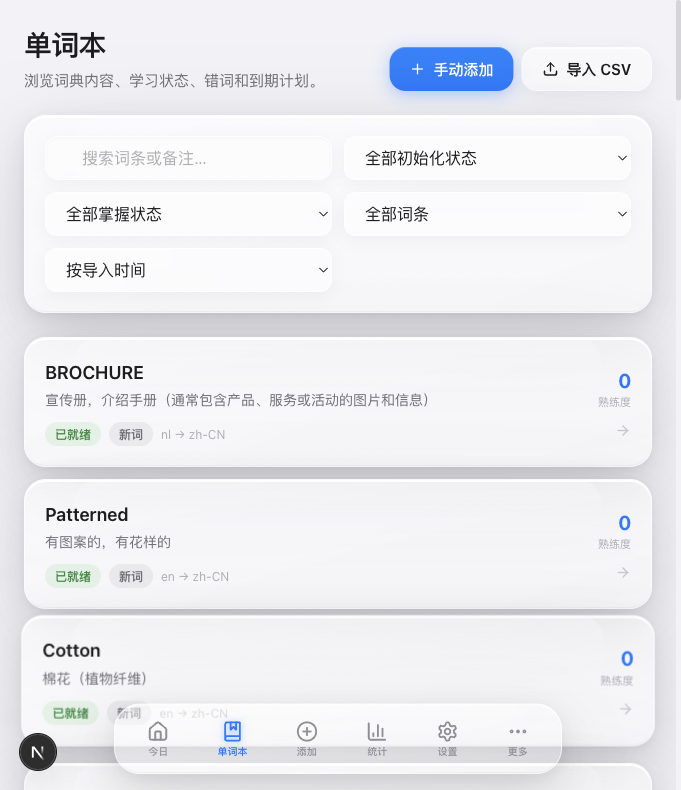 单词本
浏览词典内容、学习状态、错词和到期计划。
手动添加
导入 CSV
搜索词条或备注...
全部初始化状态
全部掌握状态
全部词条
按导入时间
BROCHURE
宣传册，介绍手册（通常包含产品、服务或活动的图片和信息）
已就绪 新词 nl → zh-CN
0
熟练度
Patterned
有图案的，有花样的
已就绪 新词 en → zh-CN
0
熟练度
Cotton
棉花（植物纤维）
已就绪 新词 en → zh-CN
0
熟练度
N
今日 单词本 添加 统计 设置 更多